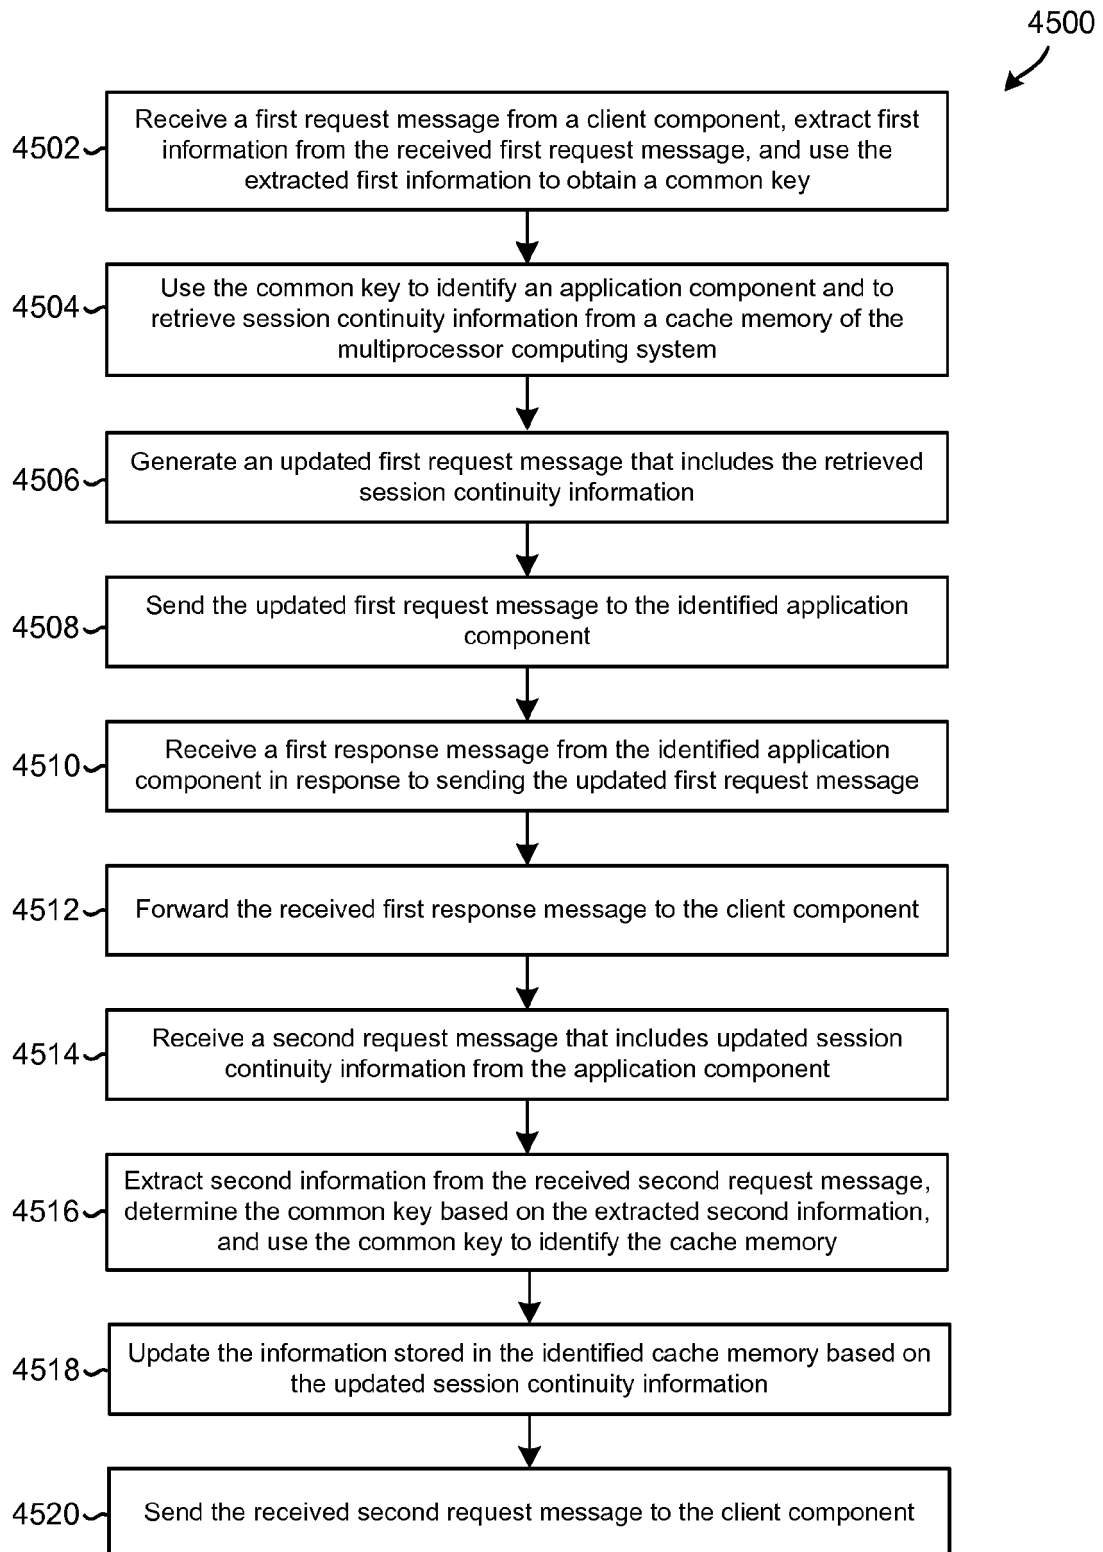 4500
4502
Receive a first request message from a client component, extract first
information from the received first request message, and use the
extracted first information to obtain a common key
4504
Use the common key to identify an application component and to
retrieve session continuity information from a cache memory of the
multiprocessor computing system
4506
Generate an updated first request message that includes the retrieved
session continuity information
4508
Send the updated first request message to the identified application
component
4510
Receive a first response message from the identified application
component in response to sending the updated first request message
4512
Forward the received first response message to the client component
4514
Receive a second request message that includes updated session
continuity information from the application component
4516
Extract second information from the received second request message,
determine the common key based on the extracted second information,
and use the common key to identify the cache memory
4518
Update the information stored in the identified cache memory based on
the updated session continuity information
4520
Send the received second request message to the client component